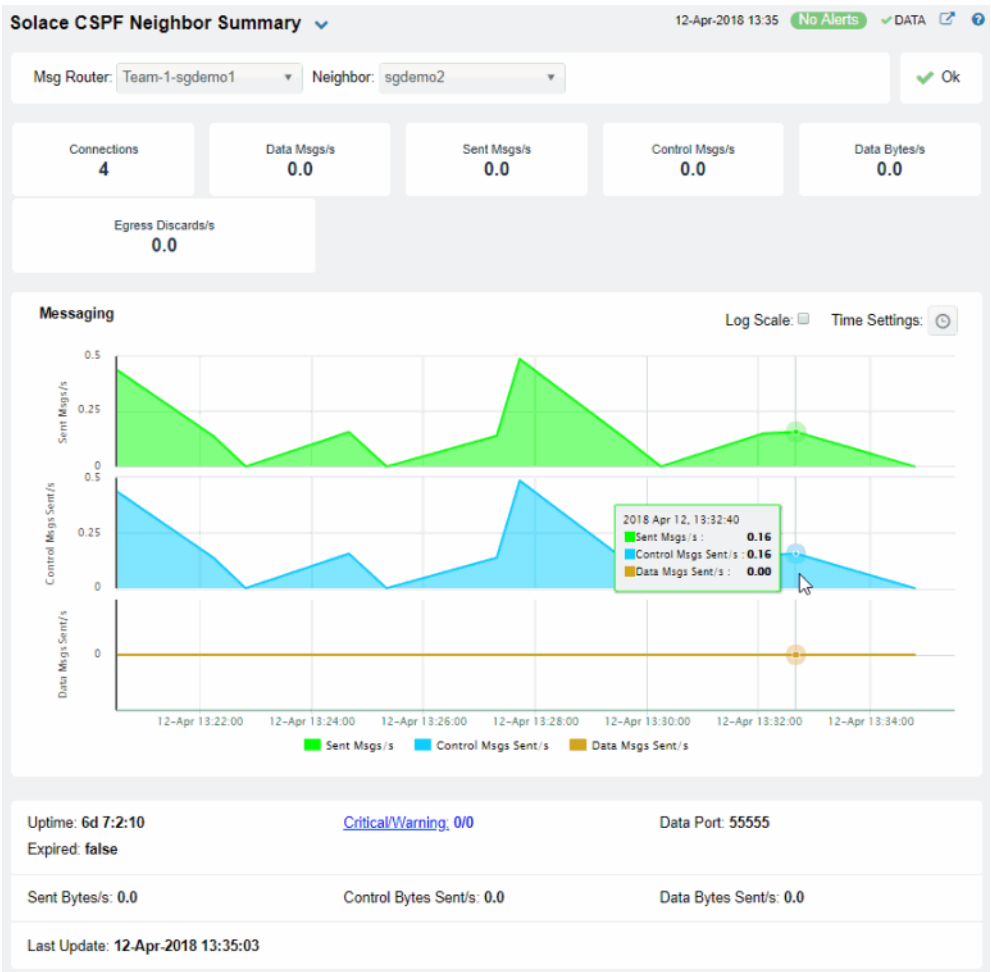 Solace CSPF Neighbor Summary
12-Apr-2018 13:35 No Alerts DATA
Msg Router: Team-1-sgdemo1 Neighbor: sgdemo2 Ok
Connections Data Msgs/s Sent Msgs/s Control Msgs/s Data Bytes/s
4 0.0 0.0 0.0 0.0
Egress Discards/s
0.0
Messaging
Log Scale: Time Settings:
Sent Msgs/s
0.5
0.25
0
Control Msgs Sent/s
0.5
0.25
0
2018 Apr 12, 13:32:40
Sent Msgs/s : 0.16
Control Msgs Sent/s : 0.16
Data Msgs Sent/s : 0.00
Data Msgs Sent/s
0
12-Apr 13:22:00 12-Apr 13:24:00 12-Apr 13:26:00 12-Apr 13:28:00 12-Apr 13:30:00 12-Apr 13:32:00 12-Apr 13:34:00
Sent Msgs/s Control Msgs Sent/s Data Msgs Sent/s
Uptime: 6d 7:2:10 Critical/Warning: 0/0 Data Port: 55555
Expired: false
Sent Bytes/s: 0.0 Control Bytes Sent/s: 0.0 Data Bytes Sent/s: 0.0
Last Update: 12-Apr-2018 13:35:03